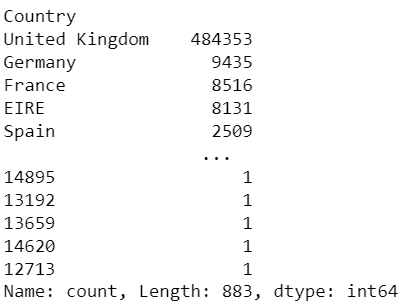 Country
United Kingdom    484353
Germany             9435
France              8516
EIRE                8131
Spain               2509
                   ...
14895                  1
13192                  1
13659                  1
14620                  1
12713                  1
Name: count, Length: 883, dtype: int64